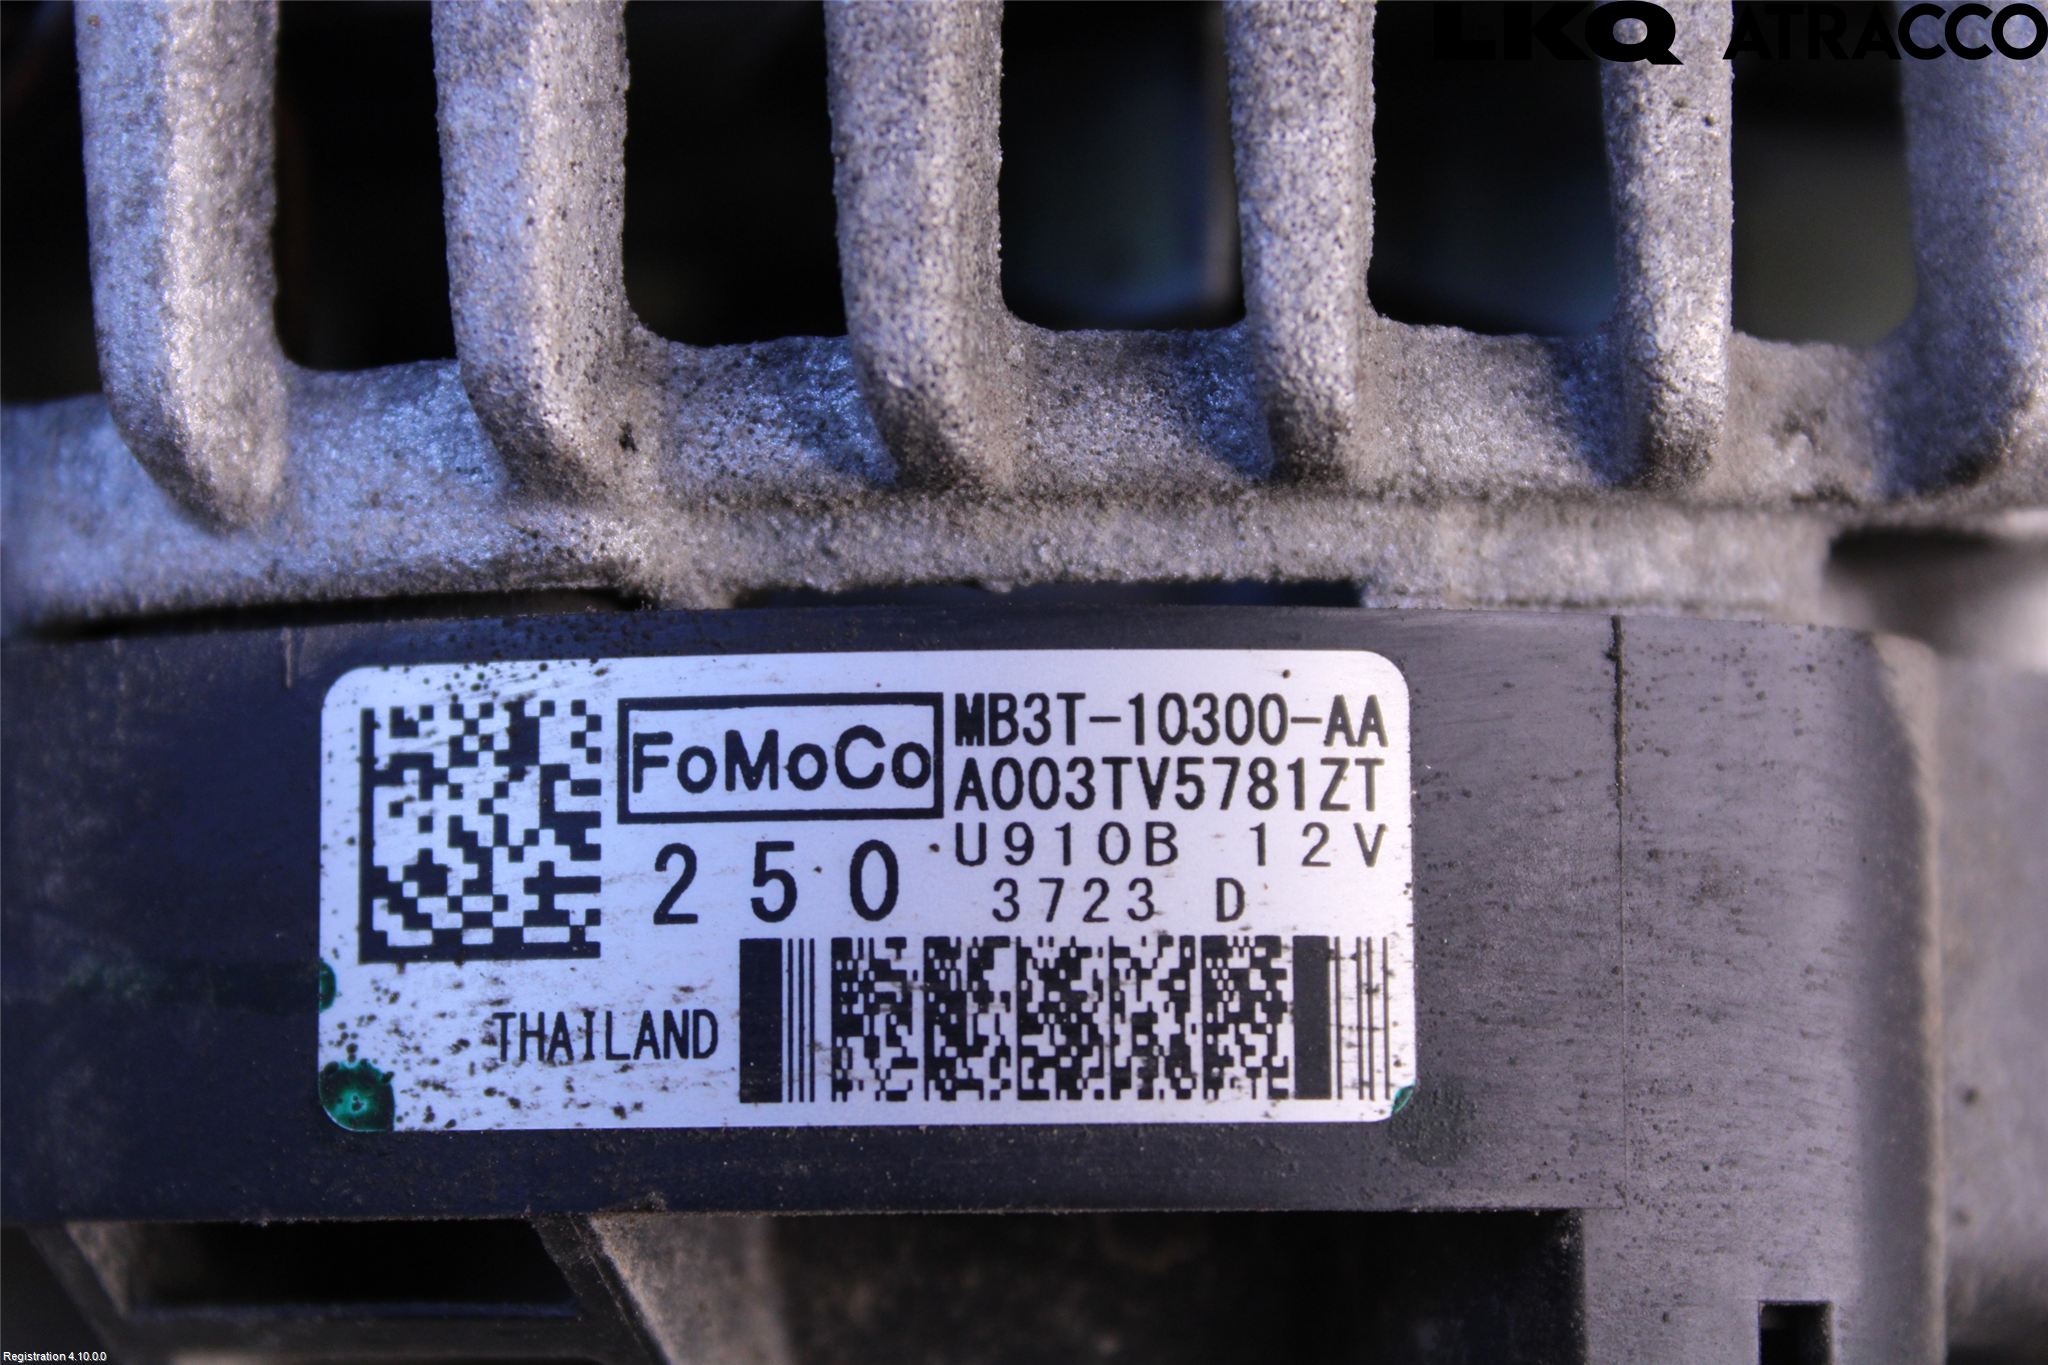 LKQ ATRACCO
FoMoCo
MB3T-10300-AA
A003TV5781ZT
250
U910B 12V
3723 D
THAILAND
Registration 4.10.0.0